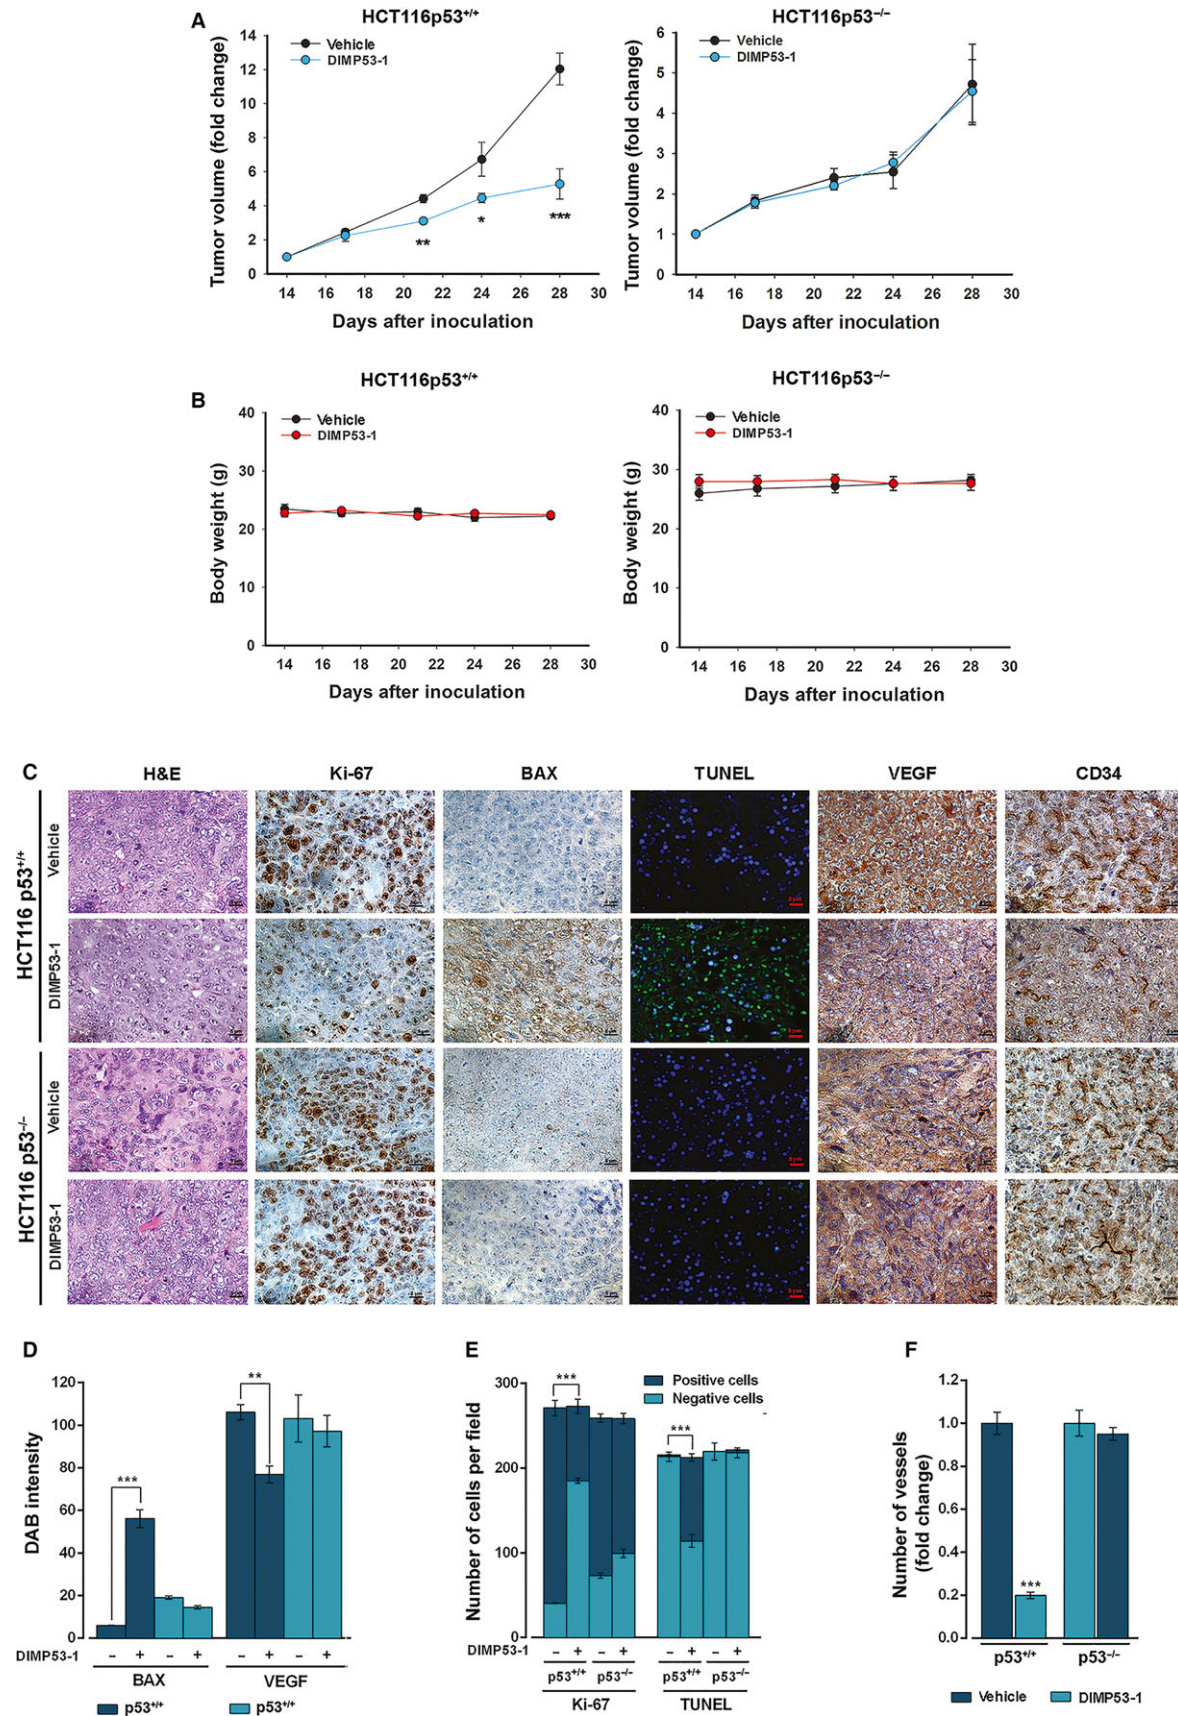 A
HCT116p53+/+
HCT116p53−/−
Vehicle
DIMP53-1
Vehicle
DIMP53-1
Tumor volume (fold change)
14
12
10
8
6
4
2
0
14 16 18 20 22 24 26 28 30
Days after inoculation
Tumor volume (fold change)
6
5
4
3
2
1
0
14 16 18 20 22 24 26 28 30
Days after inoculation
** * ***
B
HCT116p53+/+
HCT116p53−/−
Vehicle
DIMP53-1
Vehicle
DIMP53-1
Body weight (g)
40
30
20
10
0
14 16 18 20 22 24 26 28 30
Days after inoculation
Body weight (g)
40
30
20
10
0
14 16 18 20 22 24 26 28 30
Days after inoculation
C
H&E Ki-67 BAX TUNEL VEGF CD34
HCT116 p53+/+
Vehicle
DIMP53-1
HCT116 p53−/−
Vehicle
DIMP53-1
D
DAB intensity
120
100
80
60
40
20
0
***
**
DIMP53-1 – + – + – + – +
BAX VEGF
p53+/+ p53+/+
E
Positive cells
Negative cells
Number of cells per field
300
200
100
0
***
***
DIMP53-1 – + – + – + – +
p53+/+ p53−/− p53+/+ p53−/−
Ki-67 TUNEL
F
Number of vessels
(fold change)
1.2
1.0
0.8
0.6
0.4
0.2
0.0
***
p53+/+ p53−/−
Vehicle DIMP53-1